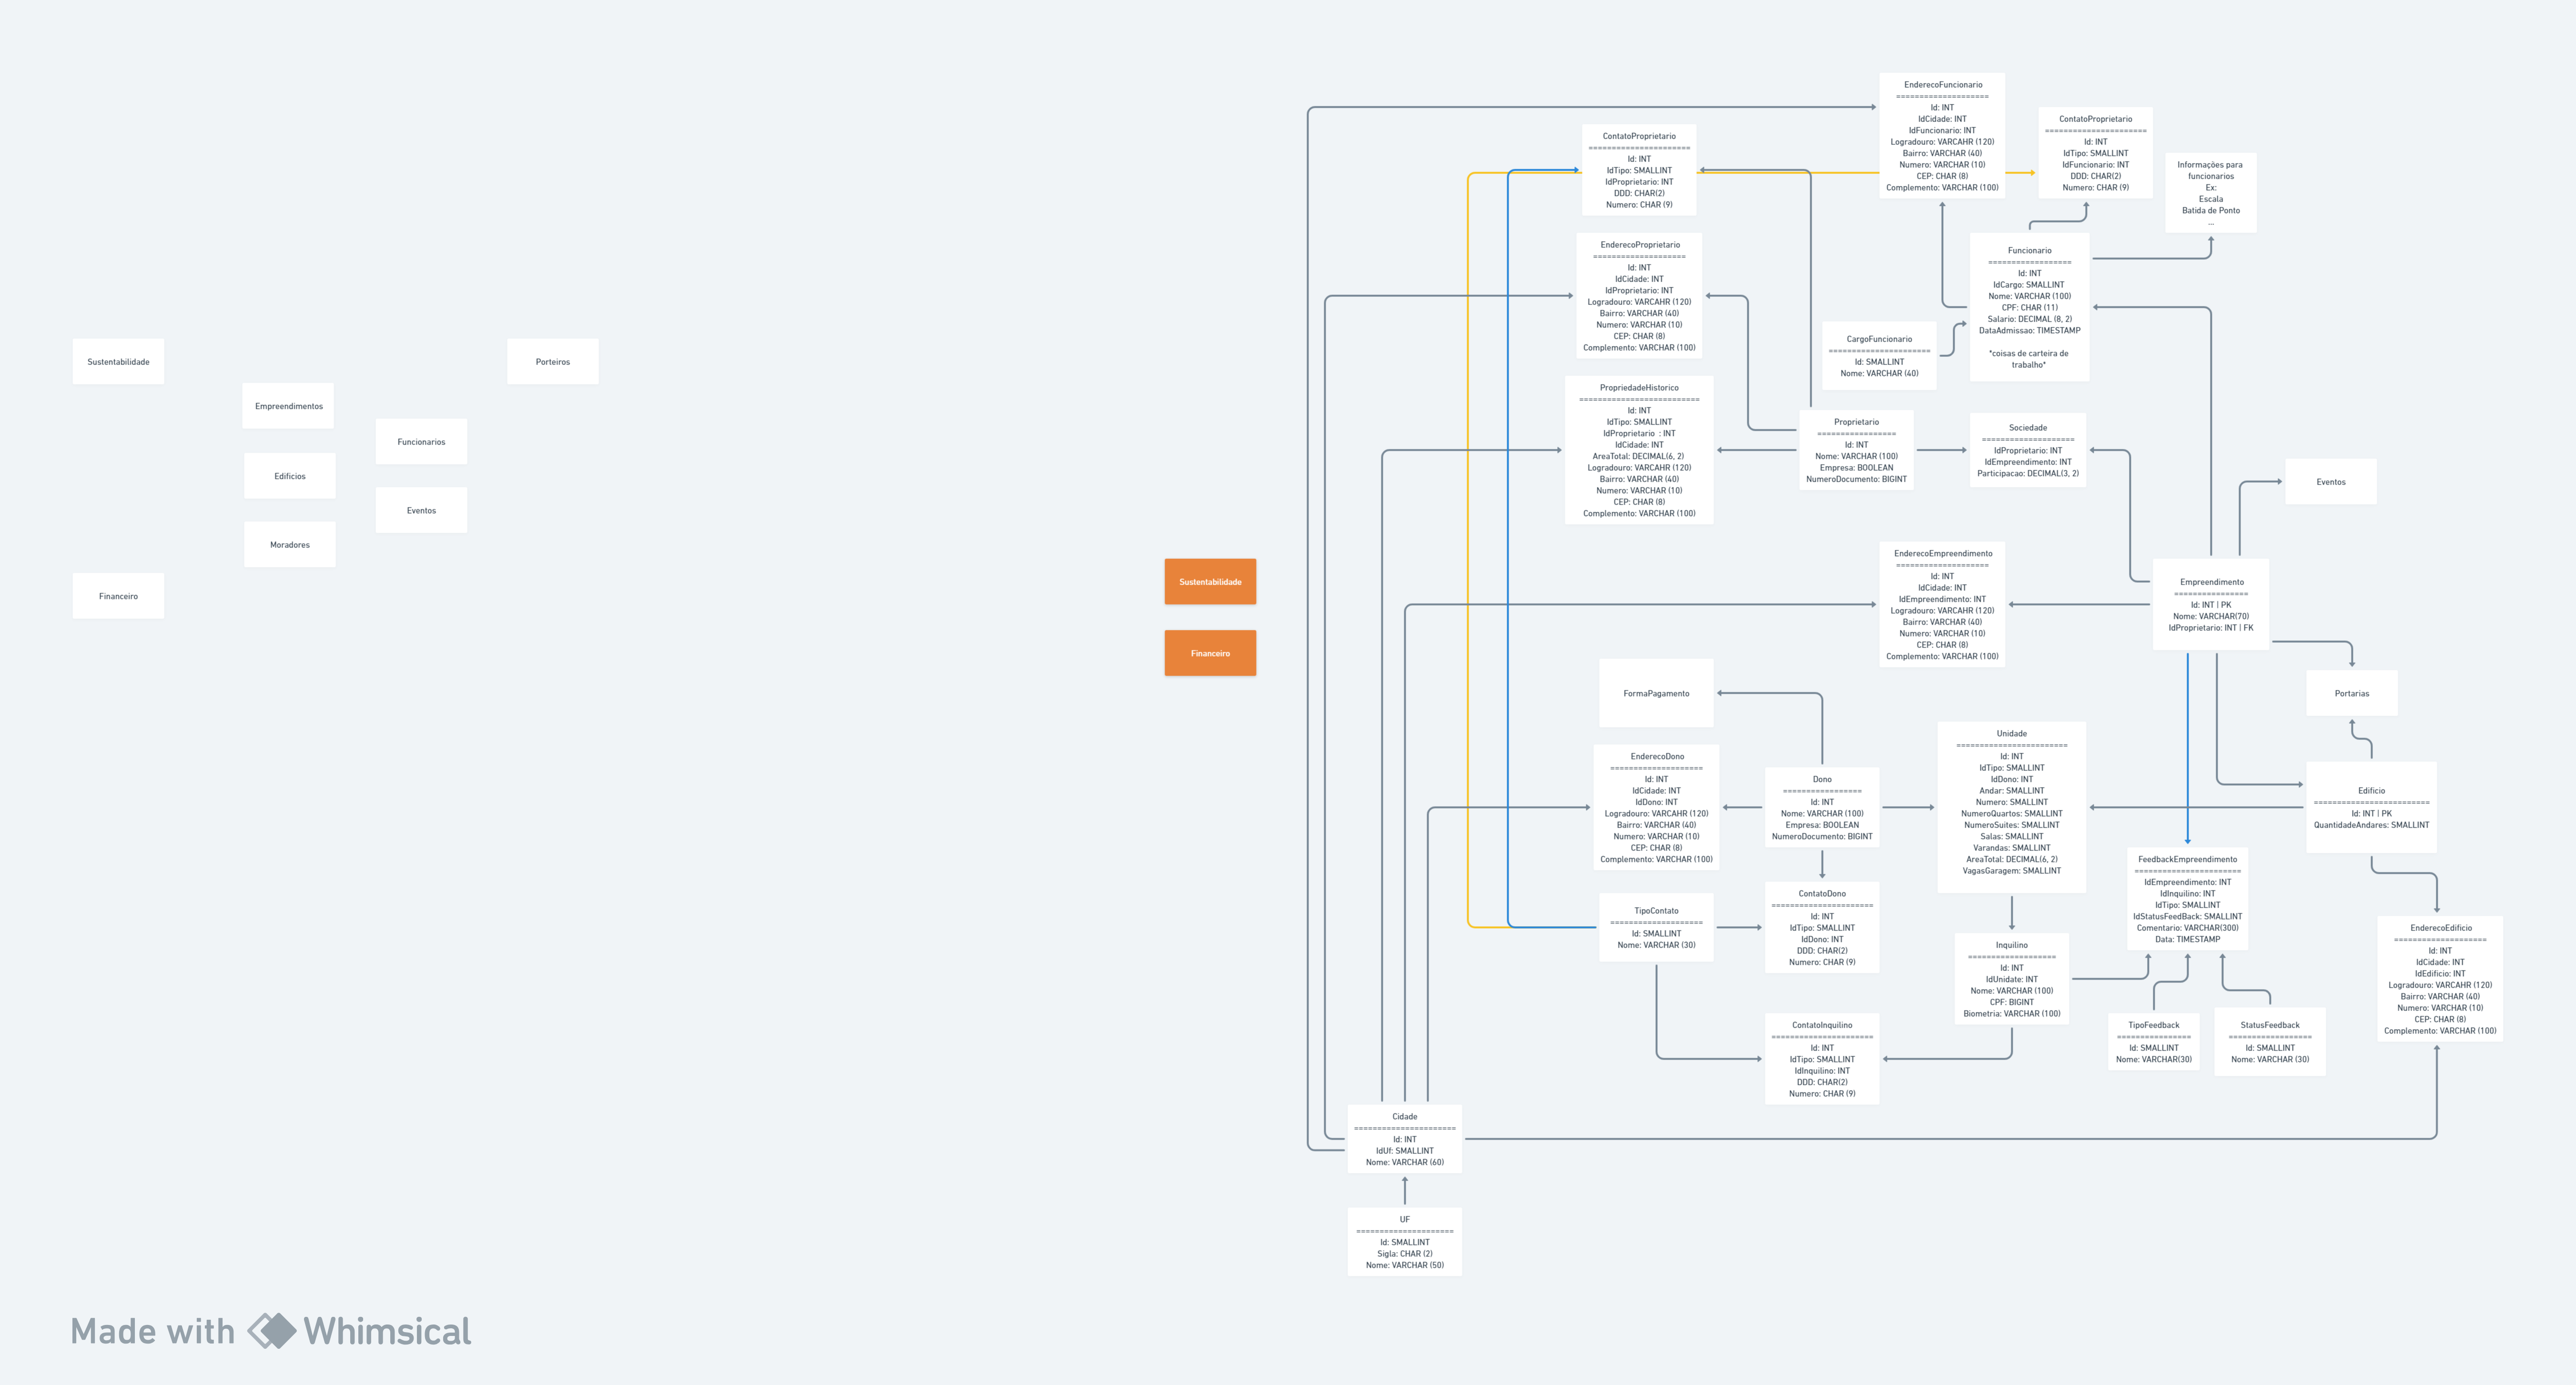 Sustentabilidade
Porteiros
Empreendimentos
Funcionarios
Edificios
Eventos
Moradores
Financeiro
Sustentabilidade
Financeiro
EnderecoFuncionario
====================
Id: INT
IdCidade: INT
IdFuncionario: INT
Logradouro: VARCAHR (120)
Bairro: VARCHAR (40)
Numero: VARCHAR (10)
CEP: CHAR (8)
Complemento: VARCHAR (100)
ContatoProprietario
======================
Id: INT
IdTipo: SMALLINT
IdFuncionario: INT
DDD: CHAR(2)
Numero: CHAR (9)
ContatoProprietario
======================
Id: INT
IdTipo: SMALLINT
IdProprietario: INT
DDD: CHAR(2)
Numero: CHAR (9)
Informações para
funcionarios
Ex:
Escala
Batida de Ponto
...
EnderecoProprietario
====================
Id: INT
IdCidade: INT
IdProprietario: INT
Logradouro: VARCAHR (120)
Bairro: VARCHAR (40)
Numero: VARCHAR (10)
CEP: CHAR (8)
Complemento: VARCHAR (100)
Funcionario
==================
Id: INT
IdCargo: SMALLINT
Nome: VARCHAR (100)
CPF: CHAR (11)
Salario: DECIMAL (8, 2)
DataAdmissao: TIMESTAMP
*coisas de carteira de
trabalho*
CargoFuncionario
======================
Id: SMALLINT
Nome: VARCHAR (40)
PropriedadeHistorico
==========================
Id: INT
IdTipo: SMALLINT
IdProprietario : INT
IdCidade: INT
AreaTotal: DECIMAL(6, 2)
Logradouro: VARCAHR (120)
Bairro: VARCHAR (40)
Numero: VARCHAR (10)
CEP: CHAR (8)
Complemento: VARCHAR (100)
Proprietario
=================
Id: INT
Nome: VARCHAR (100)
Empresa: BOOLEAN
NumeroDocumento: BIGINT
Sociedade
====================
IdProprietario: INT
IdEmpreendimento: INT
Participacao: DECIMAL(3, 2)
Eventos
EnderecoEmpreendimento
====================
Id: INT
IdCidade: INT
IdEmpreendimento: INT
Logradouro: VARCAHR (120)
Bairro: VARCHAR (40)
Numero: VARCHAR (10)
CEP: CHAR (8)
Complemento: VARCHAR (100)
Empreendimento
================
Id: INT | PK
Nome: VARCHAR(70)
IdProprietario: INT | FK
FormaPagamento
Portarias
Unidade
========================
Id: INT
IdTipo: SMALLINT
IdDono: INT
Andar: SMALLINT
Numero: SMALLINT
NumeroQuartos: SMALLINT
NumeroSuites: SMALLINT
Salas: SMALLINT
Varandas: SMALLINT
AreaTotal: DECIMAL(6, 2)
VagasGaragem: SMALLINT
EnderecoDono
====================
Id: INT
IdCidade: INT
IdDono: INT
Logradouro: VARCAHR (120)
Bairro: VARCHAR (40)
Numero: VARCHAR (10)
CEP: CHAR (8)
Complemento: VARCHAR (100)
Dono
=================
Id: INT
Nome: VARCHAR (100)
Empresa: BOOLEAN
NumeroDocumento: BIGINT
Edificio
=========================
Id: INT | PK
QuantidadeAndares: SMALLINT
FeedbackEmpreendimento
=======================
IdEmpreendimento: INT
IdInquilino: INT
IdTipo: SMALLINT
IdStatusFeedBack: SMALLINT
Comentario: VARCHAR(300)
Data: TIMESTAMP
TipoContato
====================
Id: SMALLINT
Nome: VARCHAR (30)
ContatoDono
======================
Id: INT
IdTipo: SMALLINT
IdDono: INT
DDD: CHAR(2)
Numero: CHAR (9)
Inquilino
===================
Id: INT
IdUnidate: INT
Nome: VARCHAR (100)
CPF: BIGINT
Biometria: VARCHAR (100)
EnderecoEdificio
====================
Id: INT
IdCidade: INT
IdEdificio: INT
Logradouro: VARCAHR (120)
Bairro: VARCHAR (40)
Numero: VARCHAR (10)
CEP: CHAR (8)
Complemento: VARCHAR (100)
ContatoInquilino
======================
Id: INT
IdTipo: SMALLINT
IdInquilino: INT
DDD: CHAR(2)
Numero: CHAR (9)
TipoFeedback
================
Id: SMALLINT
Nome: VARCHAR(30)
StatusFeedback
==================
Id: SMALLINT
Nome: VARCHAR (30)
Cidade
======================
Id: INT
IdUf: SMALLINT
Nome: VARCHAR (60)
UF
=====================
Id: SMALLINT
Sigla: CHAR (2)
Nome: VARCHAR (50)
Made with Whimsical